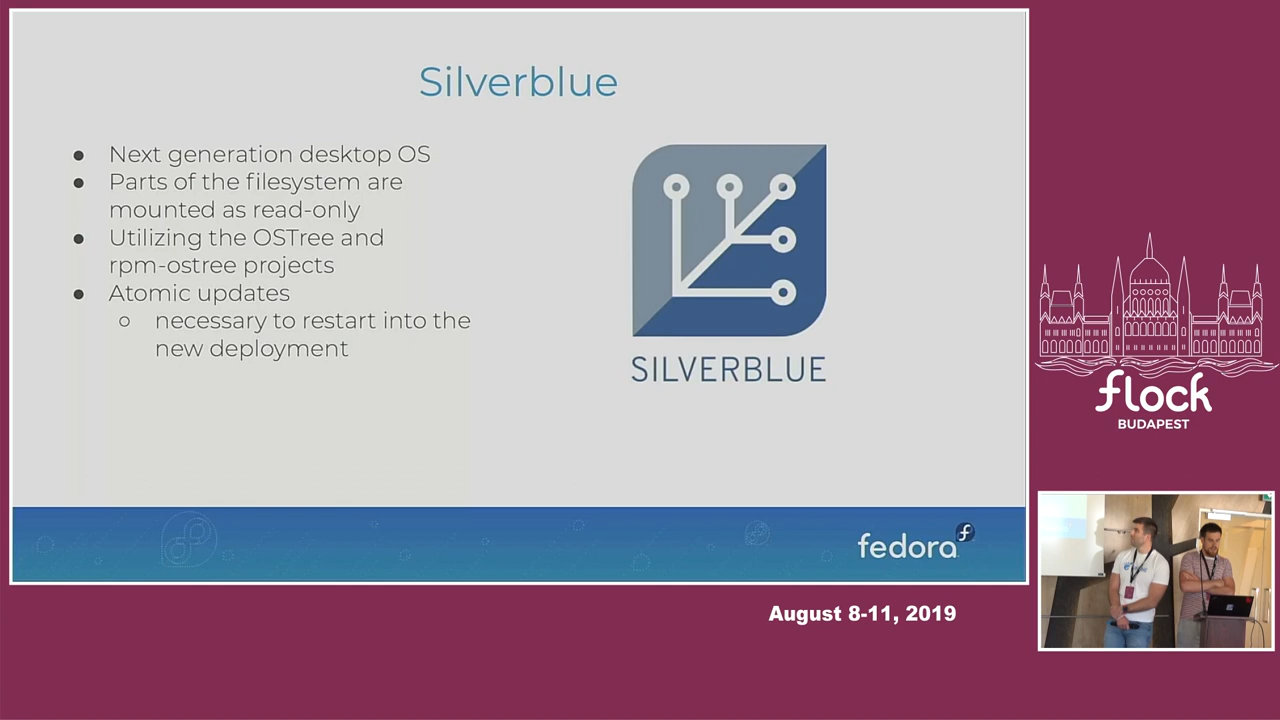 Silverblue
● Next generation desktop OS
● Parts of the filesystem are
mounted as read-only
● Utilizing the OSTree and
rpm-ostree projects
● Atomic updates
○ necessary to restart into the
new deployment
SILVERBLUE
fedora
flock
BUDAPEST
August 8-11, 2019